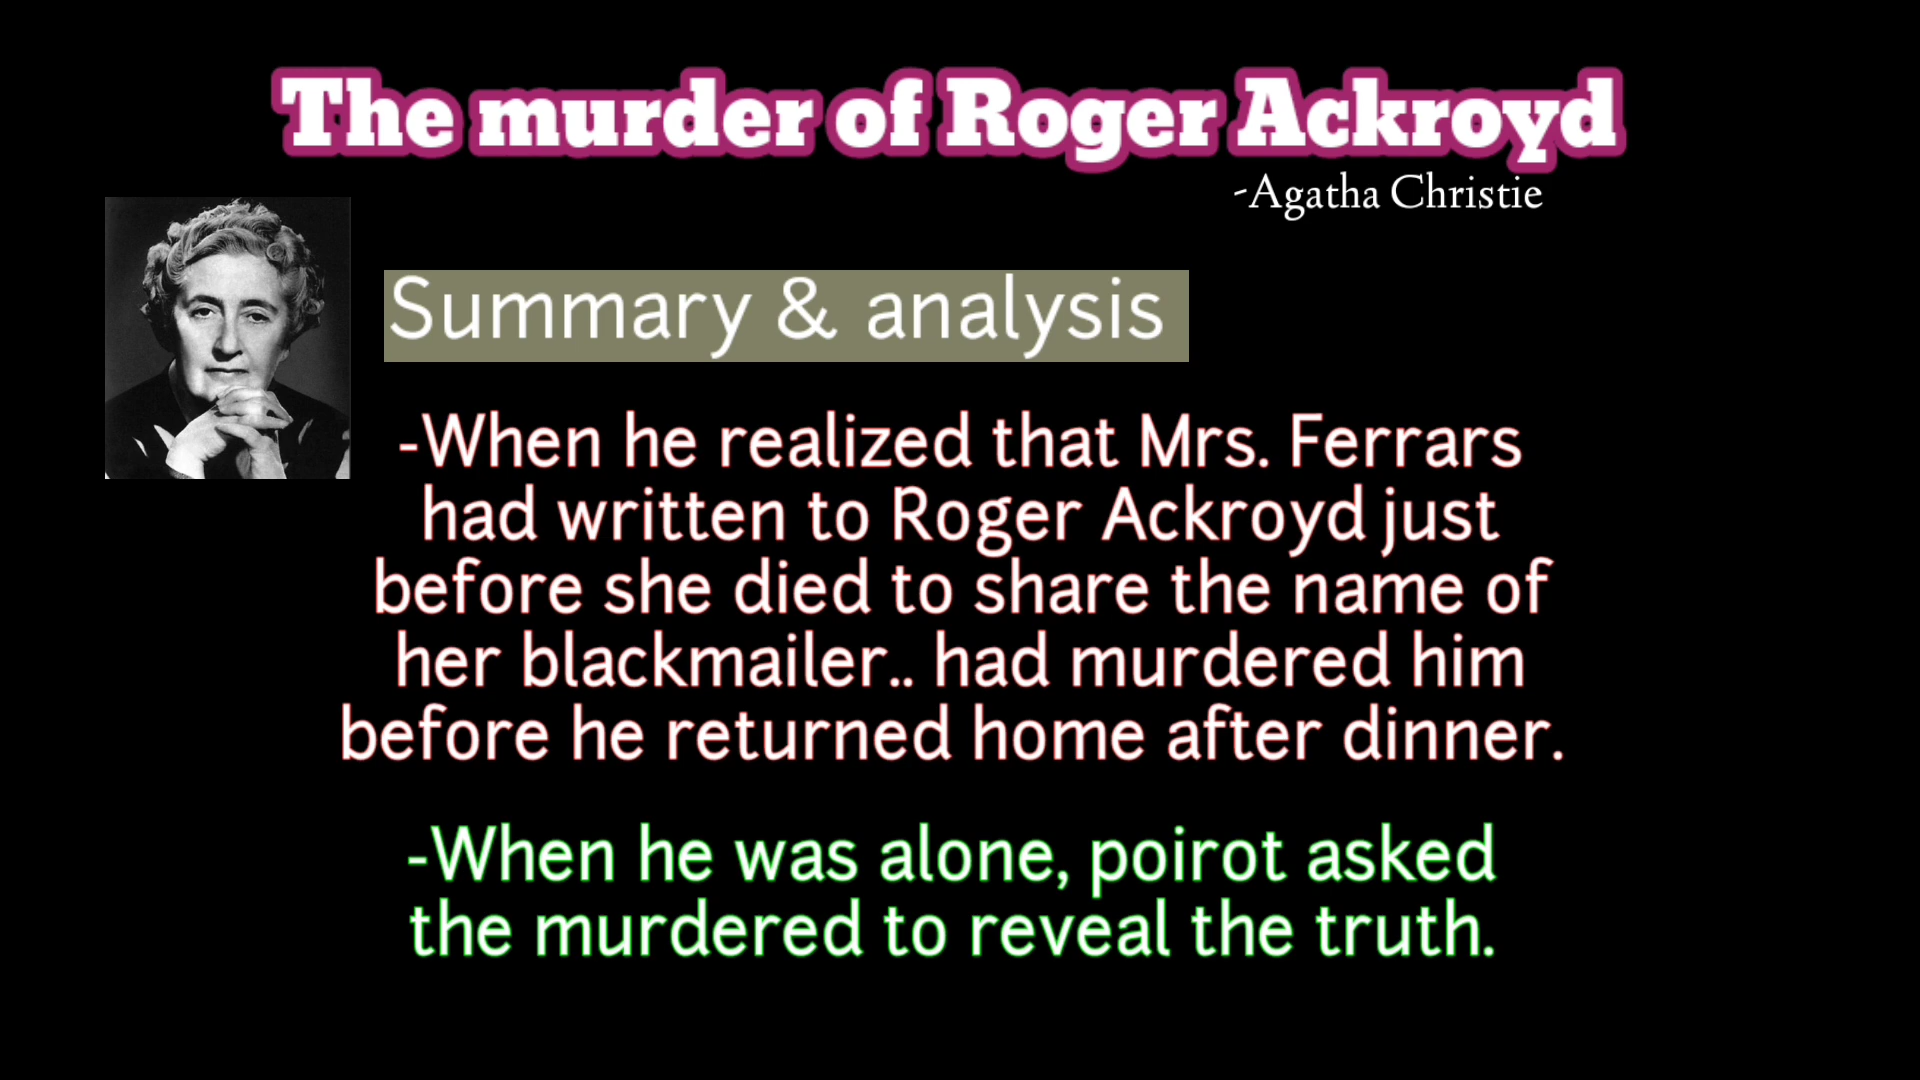 The murder of Roger Ackroyd
-Agatha Christie
Summary & analysis
-When he realized that Mrs. Ferrars
had written to Roger Ackroyd just
before she died to share the name of
her blackmailer.. had murdered him
before he returned home after dinner.
-When he was alone, poirot asked
the murdered to reveal the truth.